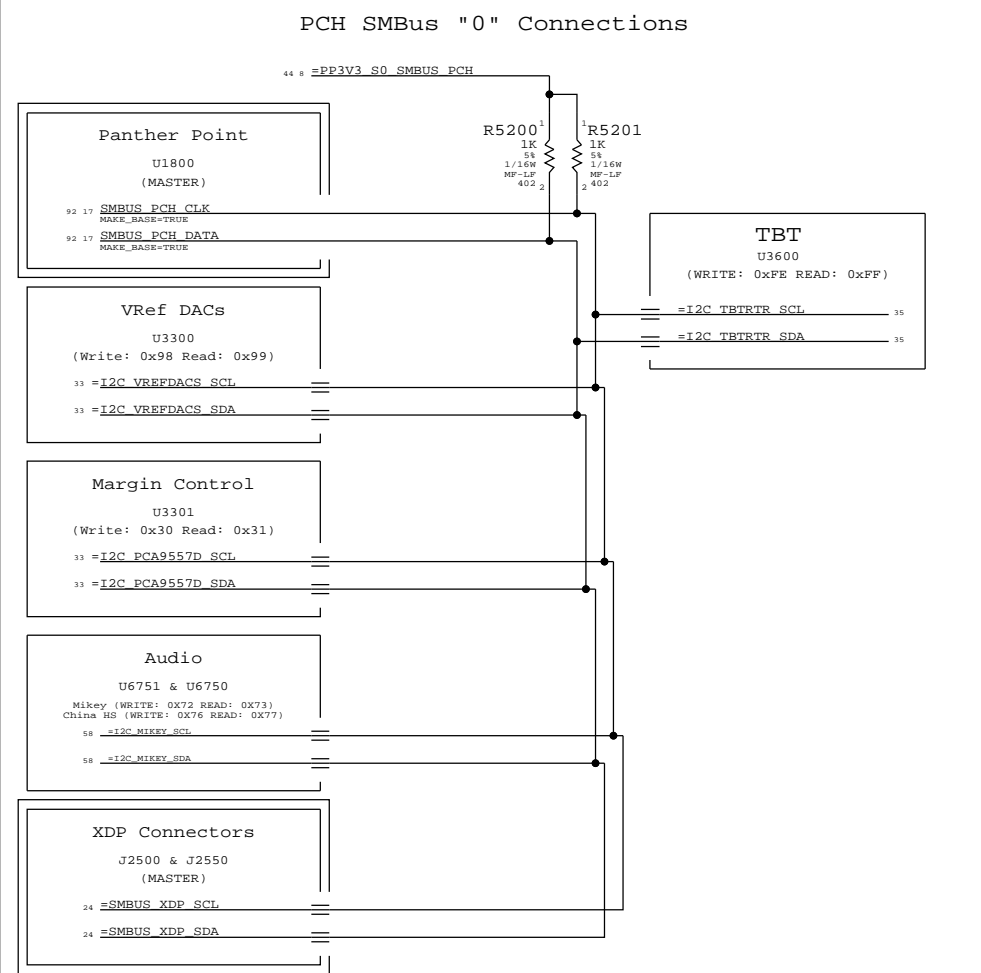 PCH SMBus "0" Connections
44 8 =PP3V3_S0_SMBUS_PCH
Panther Point
U1800
(MASTER)
92 17 SMBUS_PCH_CLK
MAKE_BASE=TRUE
92 17 SMBUS_PCH_DATA
MAKE_BASE=TRUE
R5200
1
1K
5%
1/16W
MF-LF
402
2
1
R5201
1K
5%
1/16W
MF-LF
402
2
TBT
U3600
(WRITE: 0xFE READ: 0xFF)
=I2C_TBTRTR_SCL 35
=I2C_TBTRTR_SDA 35
VRef DACs
U3300
(Write: 0x98 Read: 0x99)
33 =I2C_VREFDACS_SCL
33 =I2C_VREFDACS_SDA
Margin Control
U3301
(Write: 0x30 Read: 0x31)
33 =I2C_PCA9557D_SCL
33 =I2C_PCA9557D_SDA
Audio
U6751 & U6750
Mikey (WRITE: 0X72 READ: 0X73)
China HS (WRITE: 0X76 READ: 0X77)
58 =I2C_MIKEY_SCL
58 =I2C_MIKEY_SDA
XDP Connectors
J2500 & J2550
(MASTER)
24 =SMBUS_XDP_SCL
24 =SMBUS_XDP_SDA